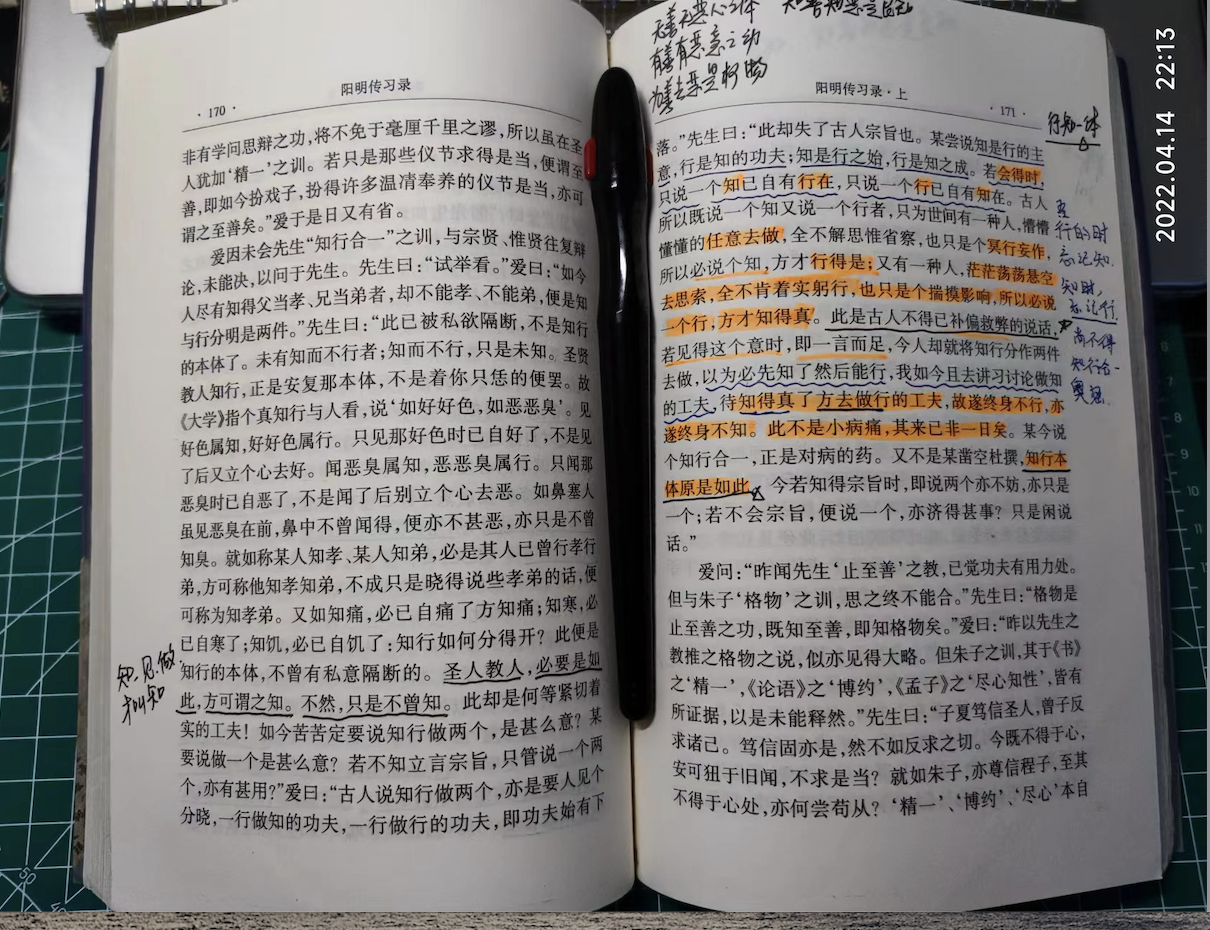 ·170·
阳明传习录
非有学问思辩之功，将不免于毫厘千里之谬，所以虽在圣
人犹加‘精一’之训。若只是那些仪节求得是当，便谓至
善，即如今扮戏子，扮得许多温凊奉养的仪节是当，亦可
谓之至善矣。”爱于是日又有省。
爱因未会先生“知行合一”之训，与宗贤、惟贤往复辩
论，未能决，以问于先生。先生曰：“试举看。”爱曰：“如今
人尽有知得父当孝、兄当弟者，却不能孝、不能弟，便是知
与行分明是两件。”先生曰：“此已被私欲隔断，不是知行
的本体了。未有知而不行者；知而不行，只是未知。圣贤
教人知行，正是安复那本体，不是着你只恁的便罢。故
《大学》指个真知行与人看，说‘如好好色，如恶恶臭’。见
好色属知，好好色属行。只见那好色时已自好了，不是见
了后又立个心去好。闻恶臭属知，恶恶臭属行。只闻那
恶臭时已自恶了，不是闻了后别立个心去恶。如鼻塞人
虽见恶臭在前，鼻中不曾闻得，便亦不甚恶，亦只是不曾
知臭。就如称某人知孝、某人知弟，必是其人已曾行孝行
弟，方可称他知孝知弟，不成只是晓得说些孝弟的话，便
可称为知孝弟。又如知痛，必已自痛了方知痛；知寒，必
已自寒了；知饥，必已自饥了：知行如何分得开？此便是
知行的本体，不曾有私意隔断的。圣人教人，必要是如
此，方可谓之知。不然，只是不曾知。此却是何等紧切着
实的工夫！如今苦苦定要说知行做两个，是甚么意？某
要说做一个是甚么意？若不知立言宗旨，只管说一个两
个，亦有甚用？”爱曰：“古人说知行做两个，亦是要人见个
分晓，一行做知的功夫，一行做行的功夫，即功夫始有下
知、见、做
才叫知
无善无恶心之体
知善知恶是良知
有善有恶意之动
为善去恶是格物
阳明传习录·上
·171·
落。”先生曰：“此却失了古人宗旨也。某尝说知是行的主
意，行是知的功夫；知是行之始，行是知之成。若会得时，
只说一个知已自有行在，只说一个行已自有知在。古人
所以既说一个知又说一个行者，只为世间有一种人，懵懵
懂懂的任意去做，全不解思惟省察，也只是个冥行妄作，
所以必说个知，方才行得是；又有一种人，茫茫荡荡悬空
去思索，全不肯着实躬行，也只是个揣摸影响，所以必说
一个行，方才知得真。此是古人不得已补偏救弊的说话，
若见得这个意时，即一言而足，今人却就将知行分作两件
去做，以为必先知了然后能行，我如今且去讲习讨论做知
的工夫，待知得真了方去做行的工夫，故遂终身不行，亦
遂终身不知。此不是小病痛，其来已非一日矣。某今说
个知行合一，正是对病的药。又不是某凿空杜撰，知行本
体原是如此。今若知得宗旨时，即说两个亦不妨，亦只是
一个；若不会宗旨，便说一个，亦济得甚事？只是闲说
话。”
爱问：“昨闻先生‘止至善’之教，已觉功夫有用力处。
但与朱子‘格物’之训，思之终不能合。”先生曰：“格物是
止至善之功，既知至善，即知格物矣。”爱曰：“昨以先生之
教推之格物之说，似亦见得大略。但朱子之训，其于《书》
之‘精一’，《论语》之‘博约’，《孟子》之‘尽心知性’，皆有
所证据，以是未能释然。”先生曰：“子夏笃信圣人，曾子反
求诸己。笃信固亦是，然不如反求之切。今既不得于心，
安可狃于旧闻，不求是当？就如朱子，亦尊信程子，至其
不得于心处，亦何尝苟从？‘精一’、‘博约’、‘尽心’本自
行知一体
行的时
忘记知.
知时
忘记行.
尚不得
知行合一
2022.04.14 22:13